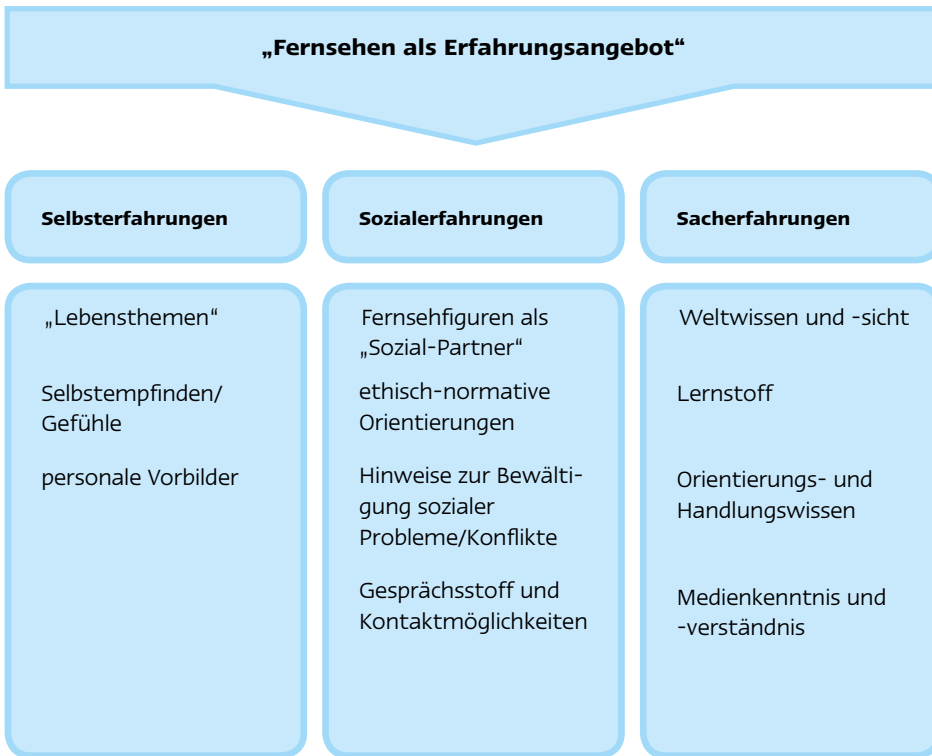 „Fernsehen als Erfahrungsangebot“
Selbsterfahrungen
„Lebensthemen“
Selbstempfinden/
Gefühle
personale Vorbilder
Sozialerfahrungen
Fernsehfiguren als
„Sozial-Partner“
ethisch-normative
Orientierungen
Hinweise zur Bewälti-
gung sozialer
Probleme/Konflikte
Gesprächsstoff und
Kontaktmöglichkeiten
Sacherfahrungen
Weltwissen und -sicht
Lernstoff
Orientierungs- und
Handlungswissen
Medienkenntnis und
-verständnis